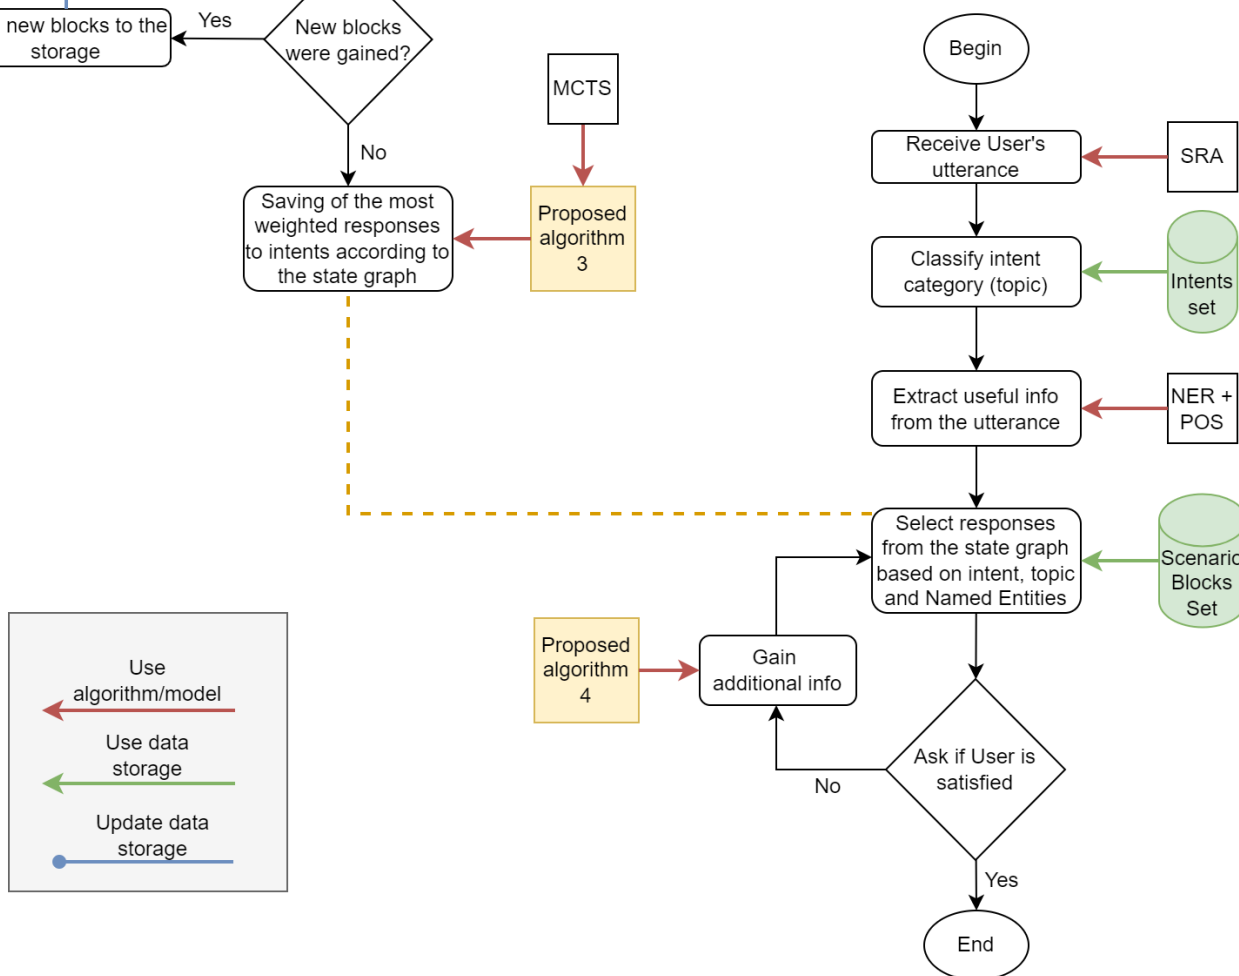 new blocks to the
storage
Yes
New blocks
were gained?
No
MCTS
Saving of the most
weighted responses
to intents according to
the state graph
Proposed
algorithm
3
Begin
Receive User's
utterance
SRA
Classify intent
category (topic)
Intents
set
Extract useful info
from the utterance
NER +
POS
Select responses
from the state graph
based on intent, topic
and Named Entities
Scenario
Blocks
Set
Proposed
algorithm
4
Gain
additional info
Ask if User is
satisfied
No
Yes
End
Use
algorithm/model
Use data
storage
Update data
storage